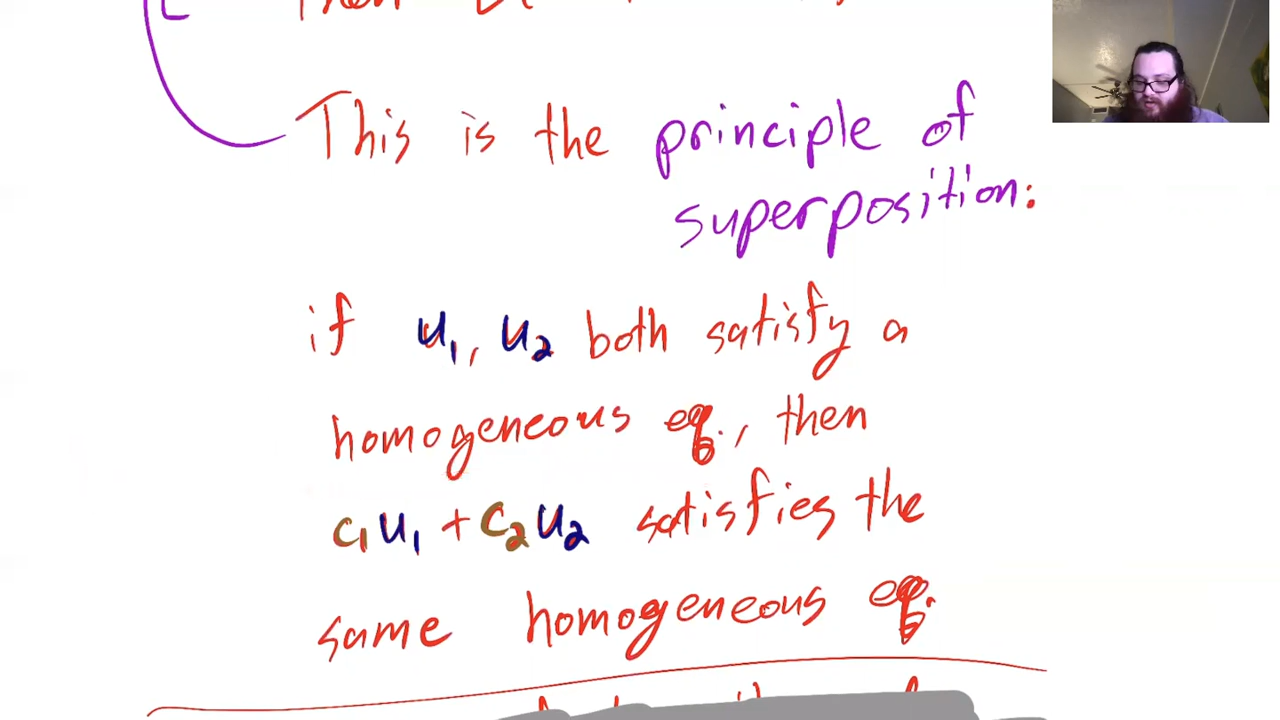 This is the principle of
superposition:
if u₁, u₂ both satisfy a
homogeneous eq., then
c₁u₁ + c₂u₂ satisfies the
same homogeneous eq.